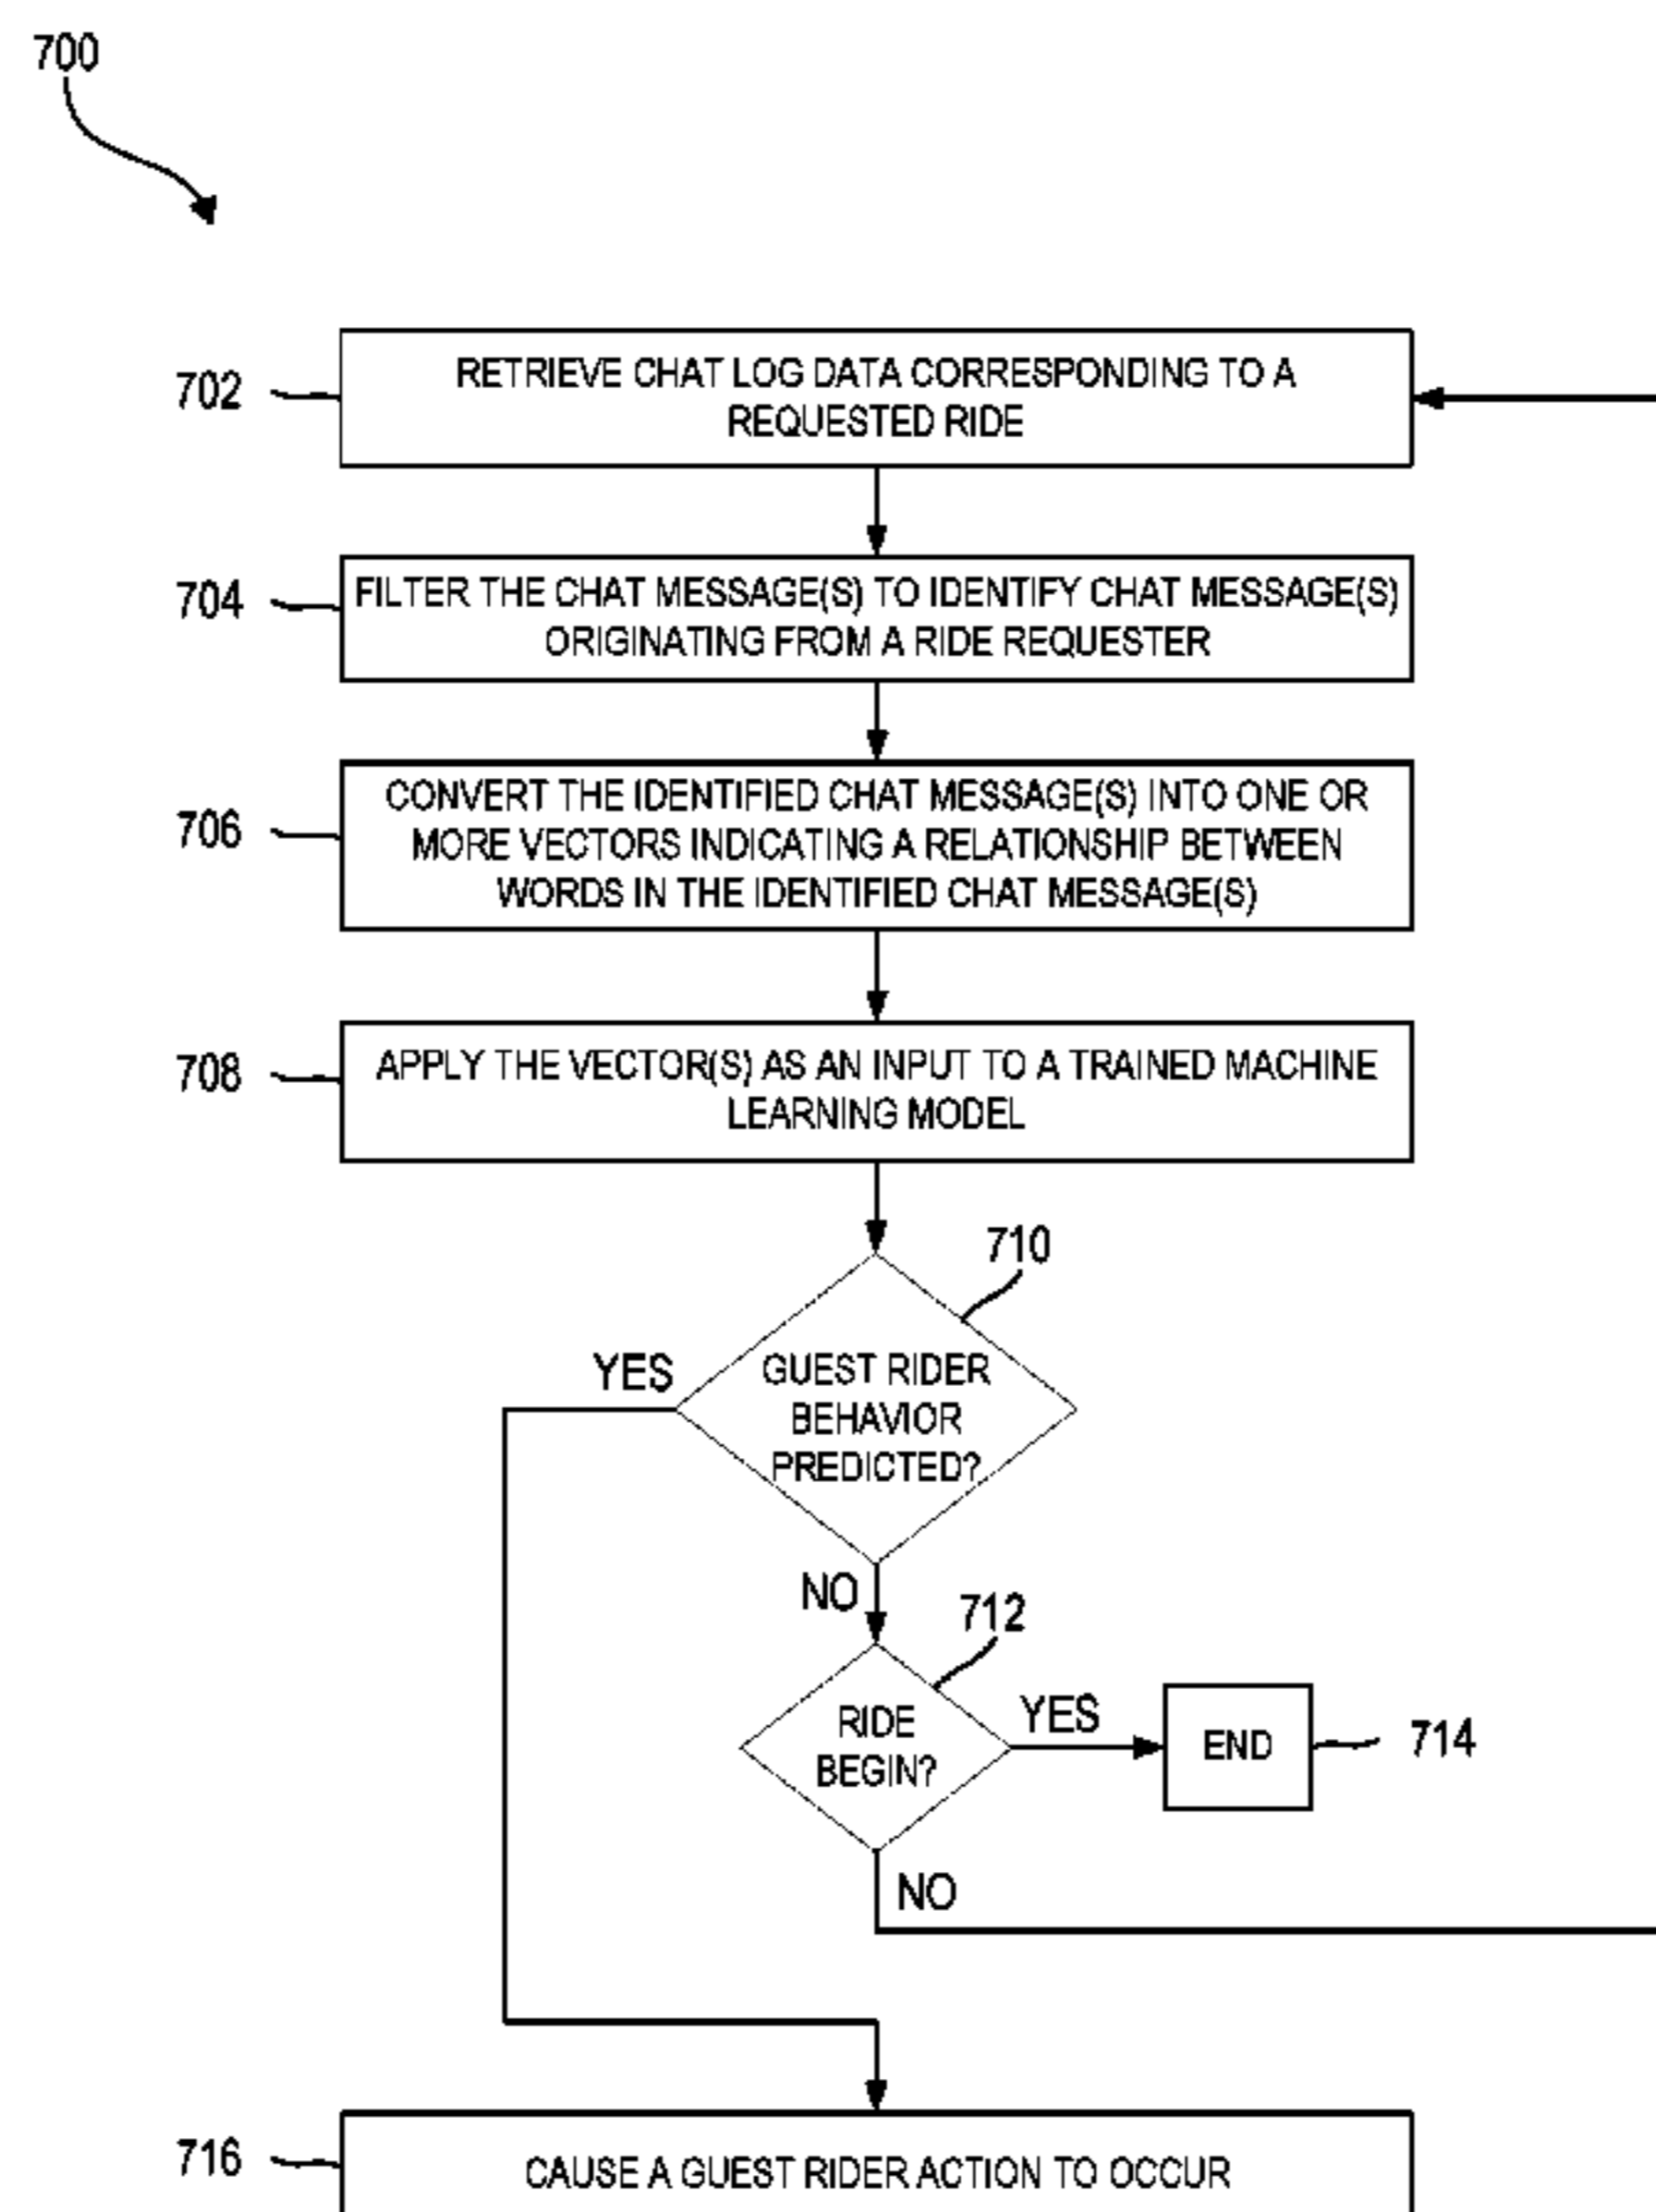 700
702
RETRIEVE CHAT LOG DATA CORRESPONDING TO A
REQUESTED RIDE
704
FILTER THE CHAT MESSAGE(S) TO IDENTIFY CHAT MESSAGE(S)
ORIGINATING FROM A RIDE REQUESTER
706
CONVERT THE IDENTIFIED CHAT MESSAGE(S) INTO ONE OR
MORE VECTORS INDICATING A RELATIONSHIP BETWEEN
WORDS IN THE IDENTIFIED CHAT MESSAGE(S)
708
APPLY THE VECTOR(S) AS AN INPUT TO A TRAINED MACHINE
LEARNING MODEL
710
YES
GUEST RIDER
BEHAVIOR
PREDICTED?
NO
712
RIDE
BEGIN?
YES
END
714
NO
716
CAUSE A GUEST RIDER ACTION TO OCCUR